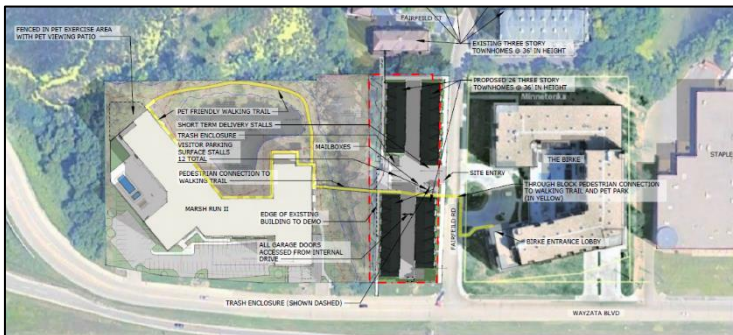 FAIRFEILD CT
FENCED IN PET EXERCISE AREA
WITH PET VIEWING PATIO
EXISTING THREE STORY
TOWNHOMES @ 36' IN HEIGHT
PROPOSED 26 THREE STORY
TOWNHOMES @ 36' IN HEIGHT
Minnetonka
PET FRIENDLY WALKING TRAIL
SHORT TERM DELIVERY STALLS
TRASH ENCLOSURE
VISITOR PARKING
SURFACE STALLS
12 TOTAL
MAILBOXES
PEDESTRIAN CONNECTION TO
WALKING TRAIL
THE BIRKE
STAPLE
SITE ENTRY
THROUGH BLOCK PEDESTRIAN CONNECTION
TO WALKING TRAIL AND PET PARK
(IN YELLOW)
MARSH RUN II
EDGE OF EXISTING
BUILDING TO DEMO
FAIRFEILD RD
BIRKE ENTRANCE LOBBY
ALL GARAGE DOORS
ACCESSED FROM INTERNAL
DRIVE
TRASH ENCLOSURE (SHOWN DASHED)
WAYZATA BLVD